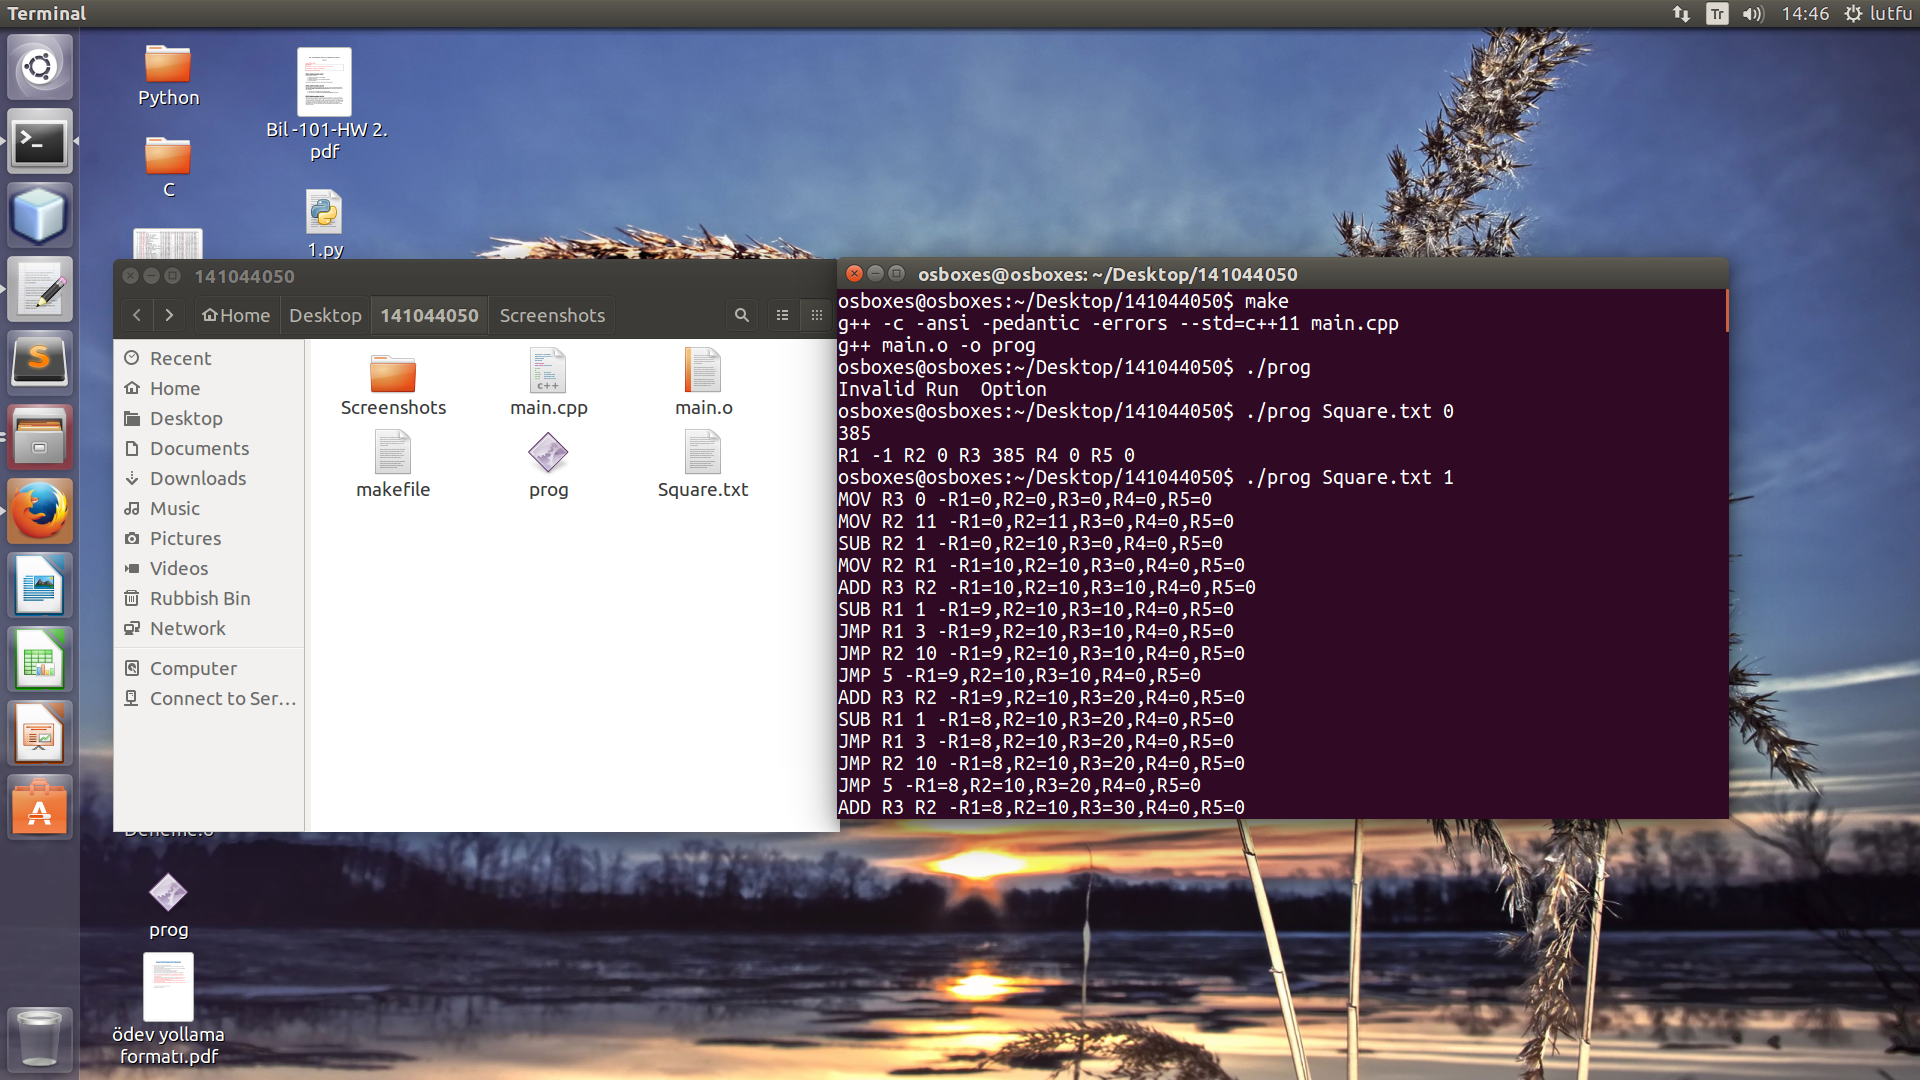 Terminal
Tr
14:46
lutfu
Python
Bil -101-HW 2.
pdf
C
1.py
141044050
Home
Desktop
141044050
Screenshots
Recent
Home
Desktop
Documents
Downloads
Music
Pictures
Videos
Rubbish Bin
Network
Computer
Connect to Ser...
Screenshots
main.cpp
main.o
makefile
prog
Square.txt
osboxes@osboxes: ~/Desktop/141044050
osboxes@osboxes:~/Desktop/141044050$ make
g++ -c -ansi -pedantic -errors --std=c++11 main.cpp
g++ main.o -o prog
osboxes@osboxes:~/Desktop/141044050$ ./prog
Invalid Run  Option
osboxes@osboxes:~/Desktop/141044050$ ./prog Square.txt 0
385
R1 -1 R2 0 R3 385 R4 0 R5 0
osboxes@osboxes:~/Desktop/141044050$ ./prog Square.txt 1
MOV R3 0 -R1=0,R2=0,R3=0,R4=0,R5=0
MOV R2 11 -R1=0,R2=11,R3=0,R4=0,R5=0
SUB R2 1 -R1=0,R2=10,R3=0,R4=0,R5=0
MOV R2 R1 -R1=10,R2=10,R3=0,R4=0,R5=0
ADD R3 R2 -R1=10,R2=10,R3=10,R4=0,R5=0
SUB R1 1 -R1=9,R2=10,R3=10,R4=0,R5=0
JMP R1 3 -R1=9,R2=10,R3=10,R4=0,R5=0
JMP R2 10 -R1=9,R2=10,R3=10,R4=0,R5=0
JMP 5 -R1=9,R2=10,R3=10,R4=0,R5=0
ADD R3 R2 -R1=9,R2=10,R3=20,R4=0,R5=0
SUB R1 1 -R1=8,R2=10,R3=20,R4=0,R5=0
JMP R1 3 -R1=8,R2=10,R3=20,R4=0,R5=0
JMP R2 10 -R1=8,R2=10,R3=20,R4=0,R5=0
JMP 5 -R1=8,R2=10,R3=20,R4=0,R5=0
ADD R3 R2 -R1=8,R2=10,R3=30,R4=0,R5=0
prog
ödev yollama
formatı.pdf